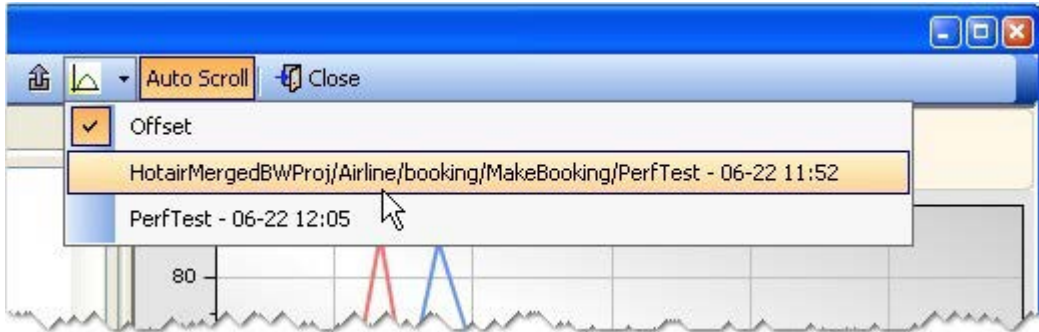 Auto Scroll Close
Offset
HotairMergedBWProj/Airline/booking/MakeBooking/PerfTest - 06-22 11:52
PerfTest - 06-22 12:05
80